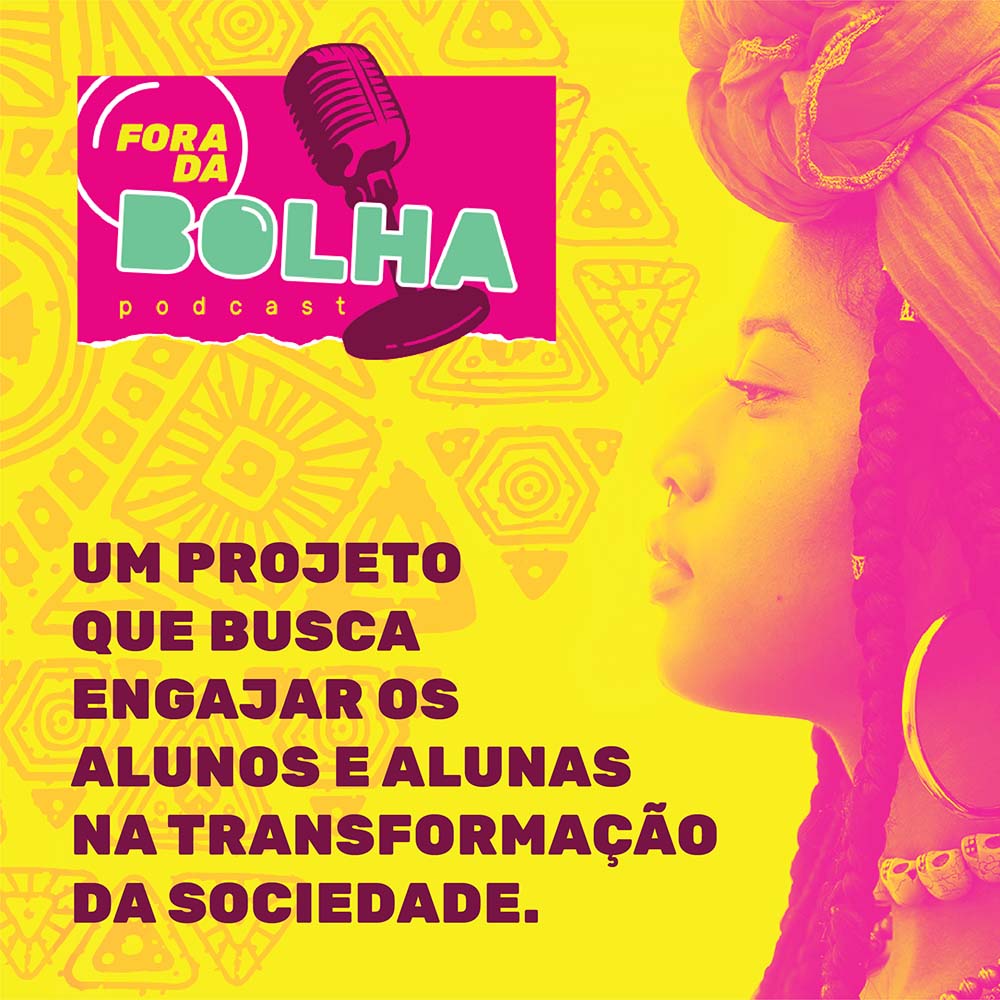 FORA
DA
BOLHA
podcast
UM PROJETO
QUE BUSCA
ENGAJAR OS
ALUNOS E ALUNAS
NA TRANSFORMAÇÃO
DA SOCIEDADE.